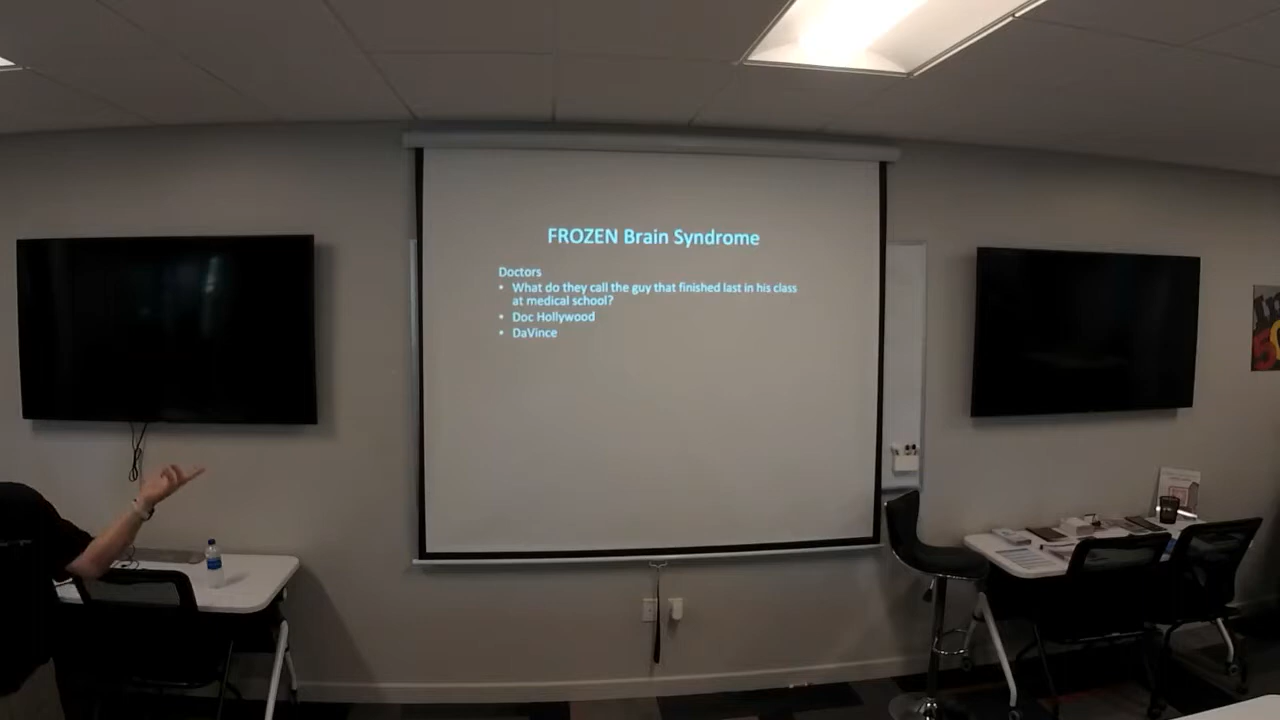 FROZEN Brain Syndrome
Doctors
• What do they call the guy that finished last in his class
at medical school?
• Doc Hollywood
• DaVince